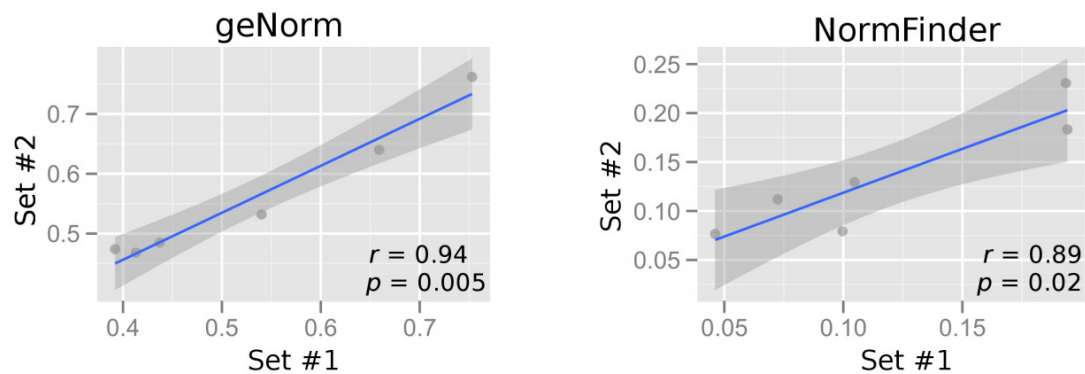 geNorm
Set #2
0.7
0.6
0.5
r = 0.94
p = 0.005
0.4
0.5
0.6
0.7
Set #1
NormFinder
Set #2
0.25
0.20
0.15
0.10
0.05
r = 0.89
p = 0.02
0.05
0.10
0.15
Set #1